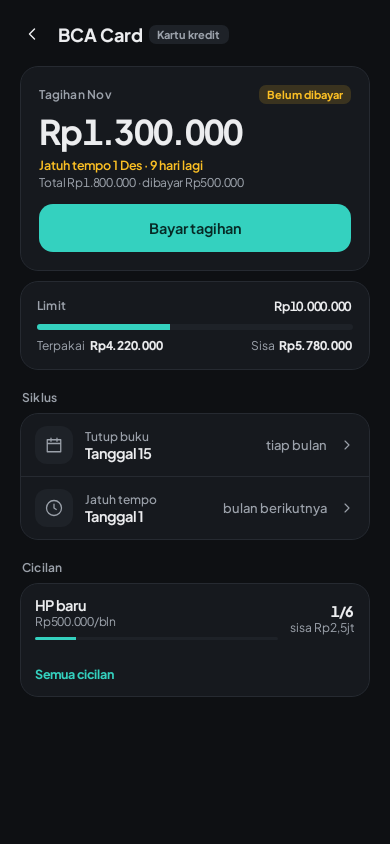 BCA Card Kartu kredit
Tagihan Nov Belum dibayar
Rp1.300.000
Jatuh tempo 1 Des · 9 hari lagi
Total Rp1.800.000 · dibayar Rp500.000
Bayar tagihan
Limit Rp10.000.000
Terpakai Rp4.220.000 Sisa Rp5.780.000
Siklus
Tutup buku
Tanggal 15 tiap bulan
Jatuh tempo
Tanggal 1 bulan berikutnya
Cicilan
HP baru 1/6
Rp500.000/bln sisa Rp2,5jt
Semua cicilan